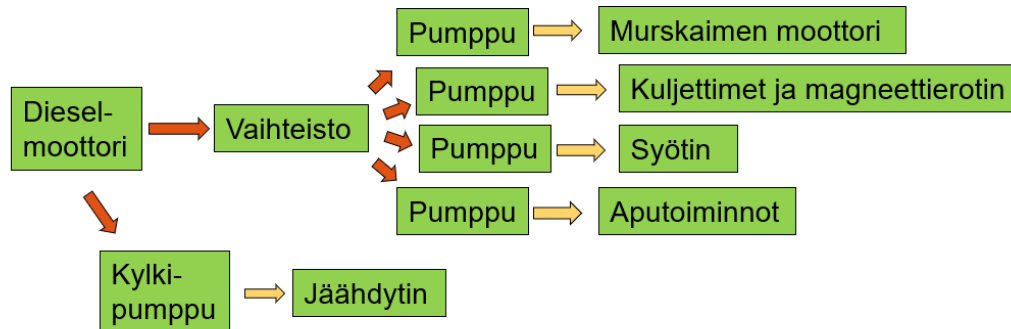 Pumppu
Murskaimen moottori
Pumppu
Kuljettimet ja magneettierotin
Diesel-
moottori
Vaihteisto
Pumppu
Syötin
Pumppu
Aputoiminnot
Kylki-
pumppu
Jäähdytin